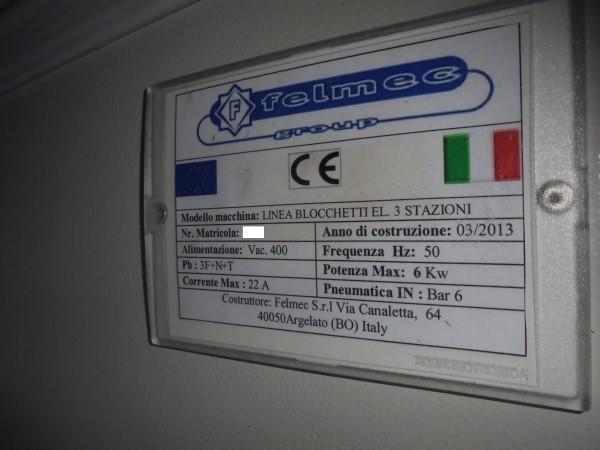 F felmec
group
CE
Modello macchina: LINEA BLOCCHETTI EL. 3 STAZIONI
Nr. Matricola: Anno di costruzione: 03/2013
Alimentazione: Vac. 400 Frequenza Hz: 50
Ph : 3F+N+T Potenza Max: 6 Kw
Corrente Max : 22 A Pneumatica IN : Bar 6
Costruttore: Felmec S.r.l Via Canaletta, 64
40050Argelato (BO) Italy